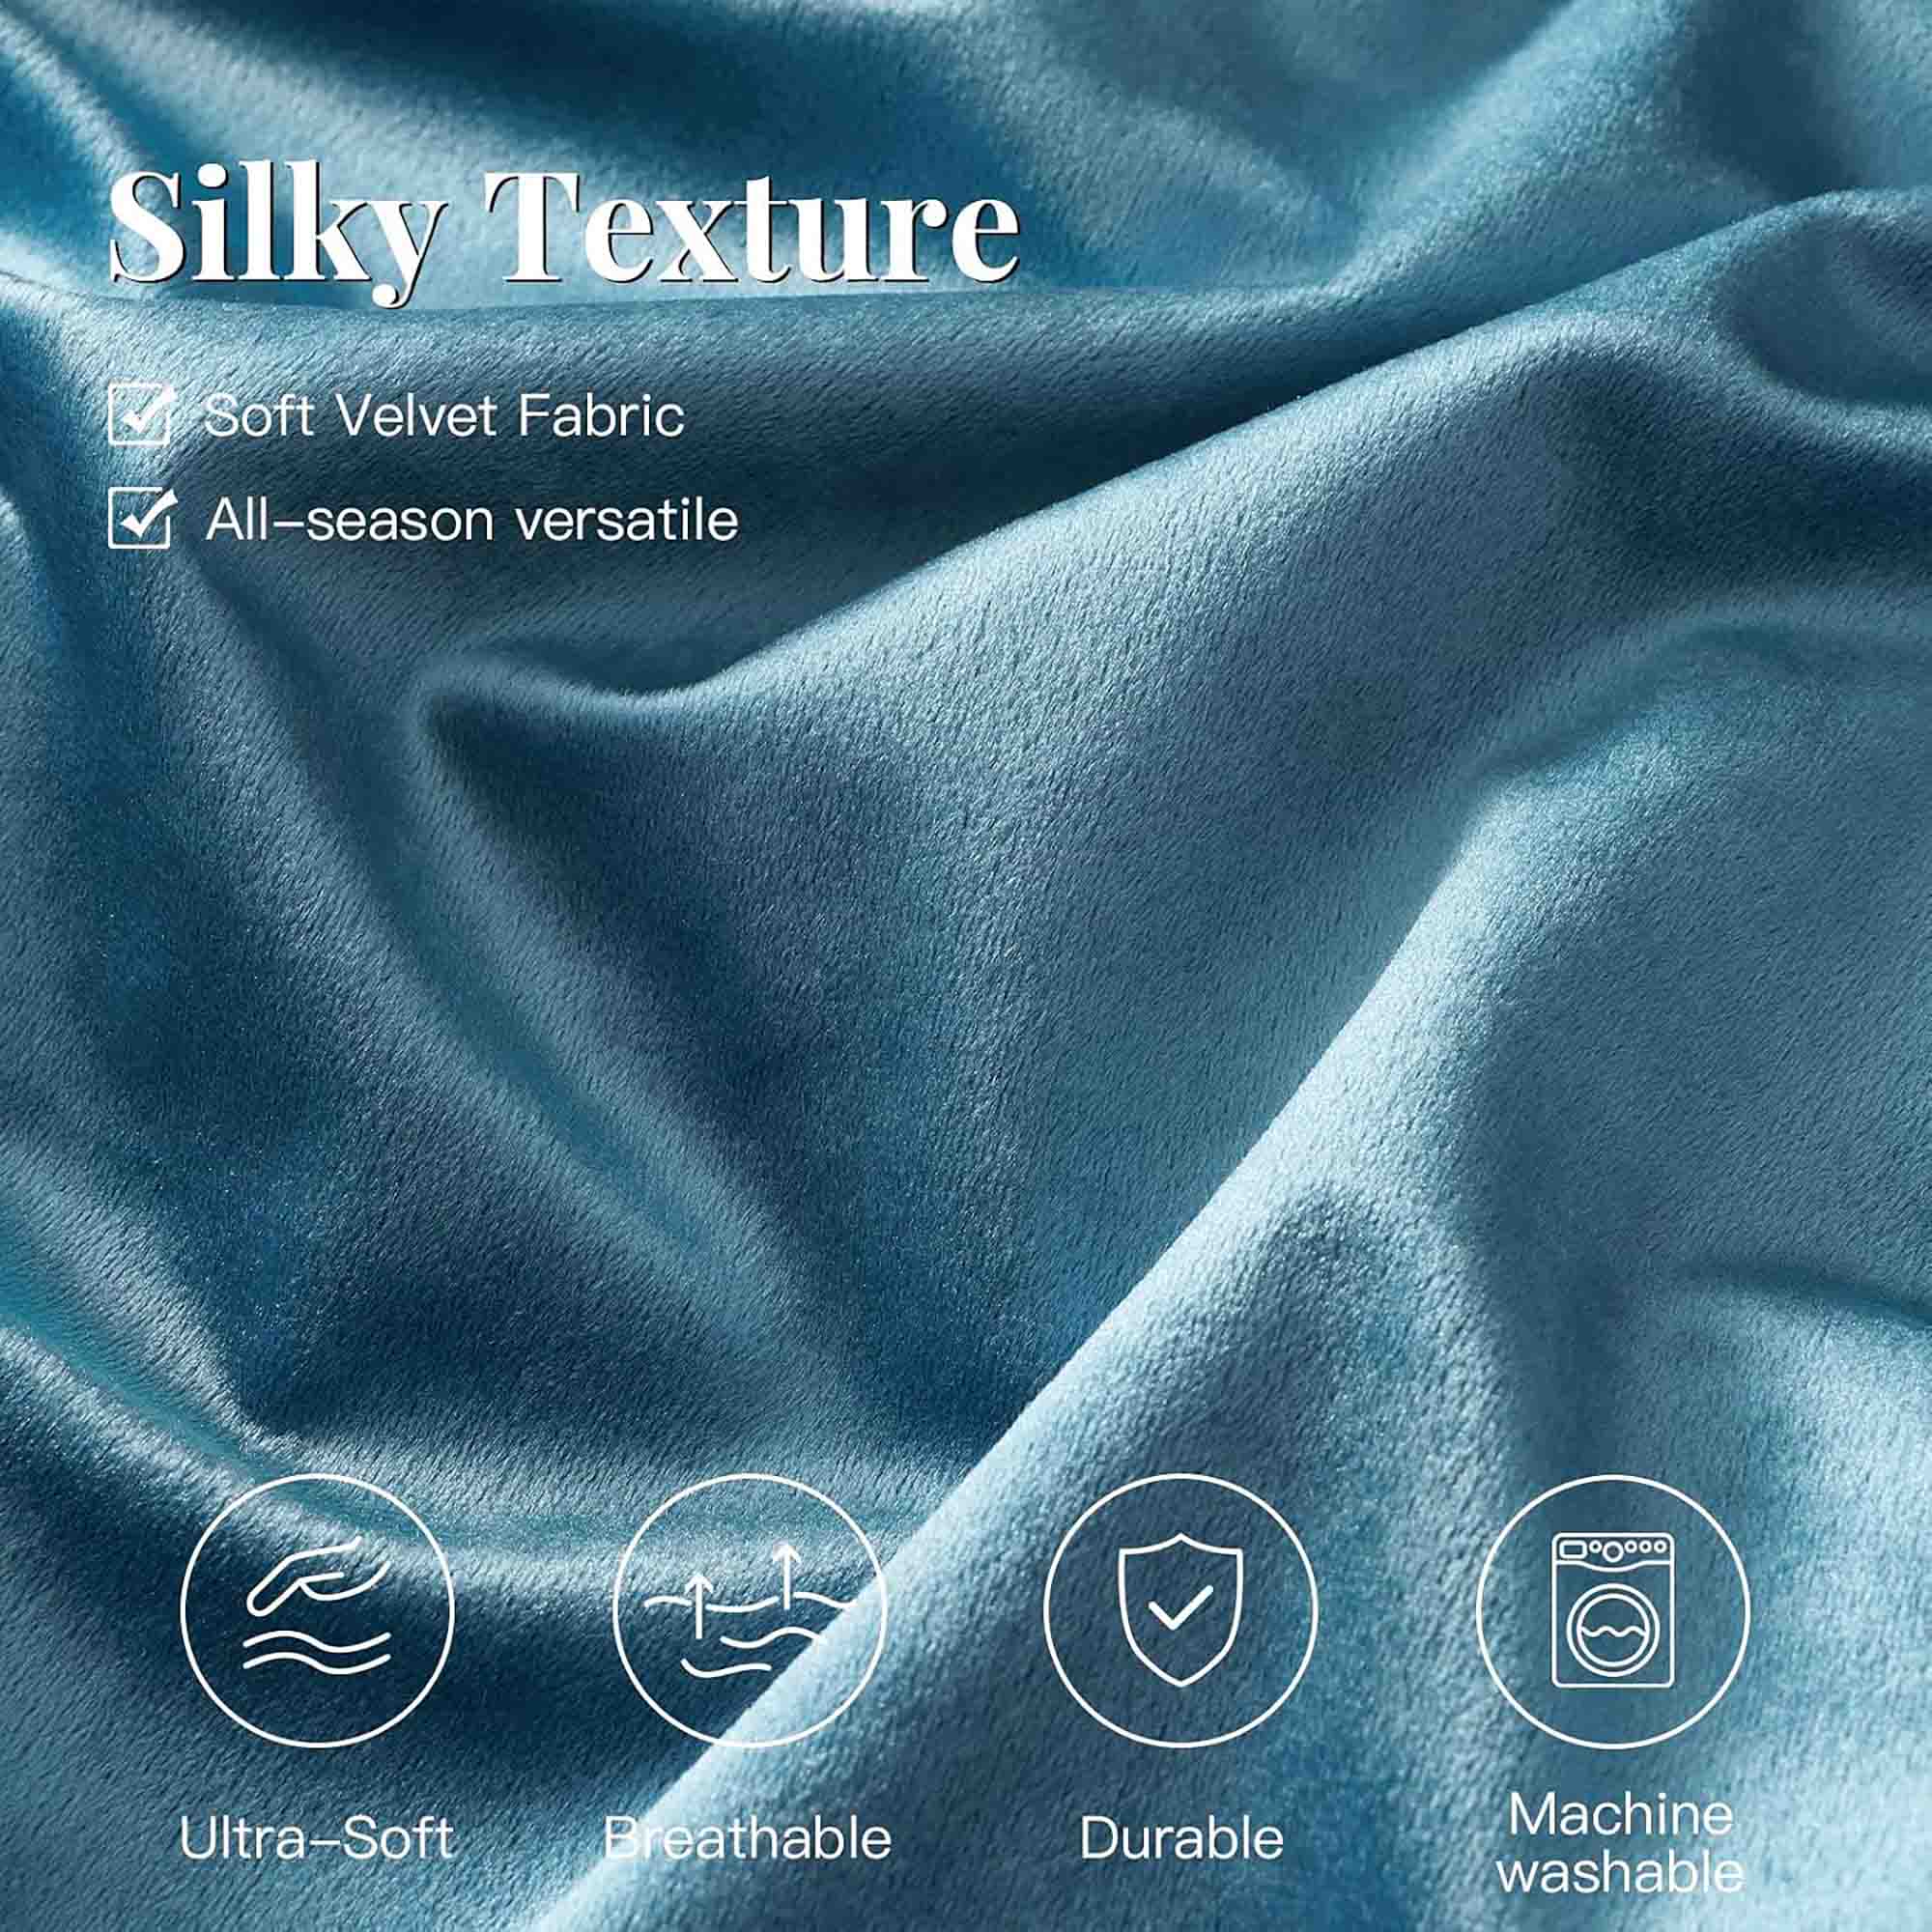 Silky Texture
Soft Velvet Fabric
All-season versatile
Ultra-Soft
Breathable
Durable
Machine
washable